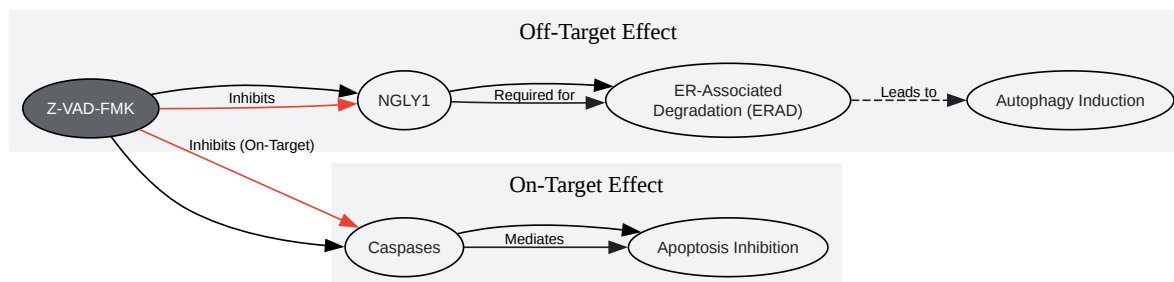 Off-Target Effect
Z-VAD-FMK
Inhibits
NGLY1
Required for
ER-Associated
Degradation (ERAD)
Leads to
Autophagy Induction
Inhibits (On-Target)
On-Target Effect
Caspases
Mediates
Apoptosis Inhibition